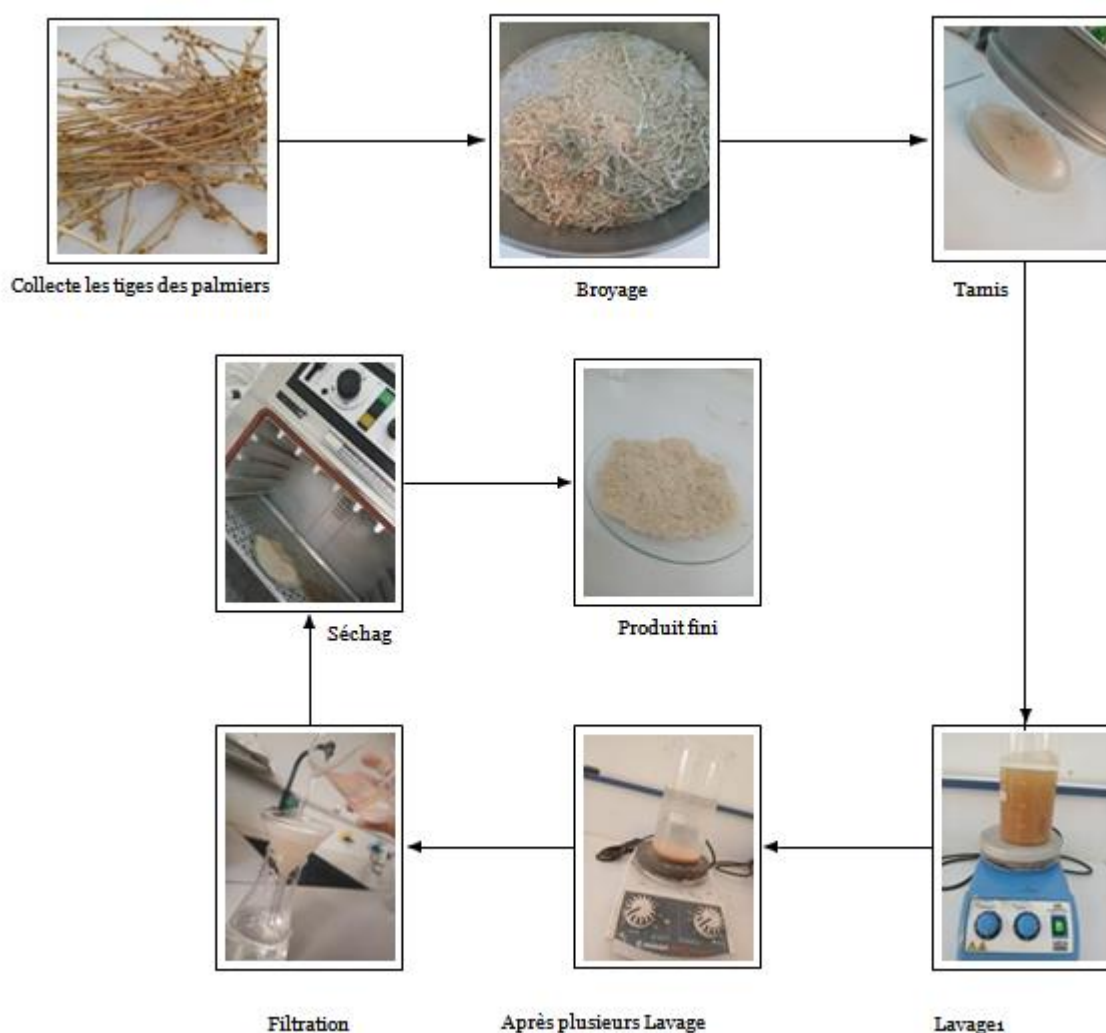 Collecte les tiges des palmiers
Broyage
Tamis
Séchag
Produit fini
Filtration
Après plusieurs Lavage
Lavage1